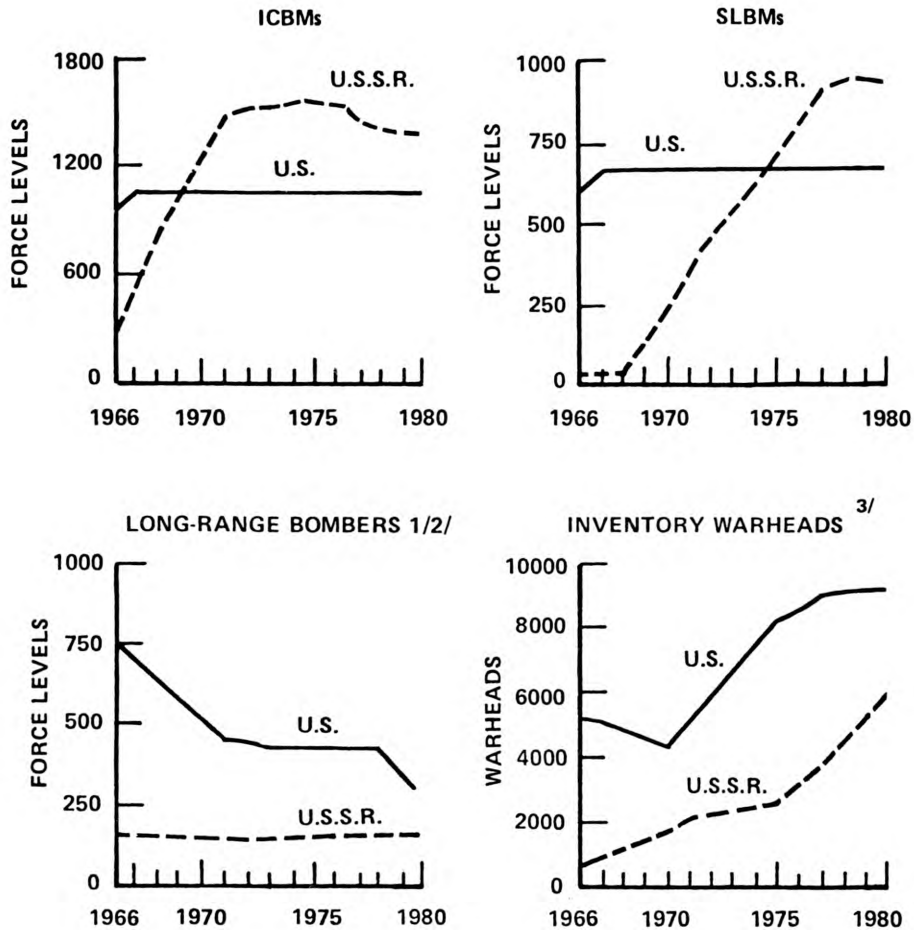 ICBMs
1800
1200
600
0
FORCE LEVELS
U.S.S.R.
U.S.
1966 1970 1975 1980
SLBMs
1000
750
500
250
0
FORCE LEVELS
U.S.S.R.
U.S.
1966 1970 1975 1980
LONG-RANGE BOMBERS 1/2/
1000
750
500
250
0
FORCE LEVELS
U.S.
U.S.S.R.
1966 1970 1975 1980
INVENTORY WARHEADS 3/
10000
8000
6000
4000
2000
0
WARHEADS
U.S.
U.S.S.R.
1966 1970 1975 1980